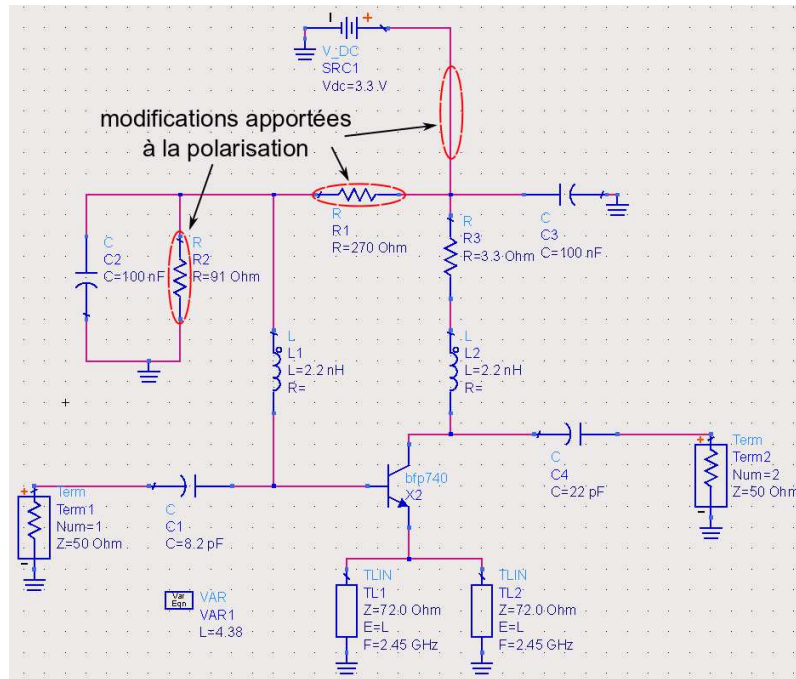 V_DC
SRC1
Vdc=3.3 V
modifications apportées
à la polarisation
C
C2
C=100 nF
R
R2
R=91 Ohm
R
R1
R=270 Ohm
R
R3
R=3.3 Ohm
C
C3
C=100 nF
L
L1
L=2.2 nH
R=
L
L2
L=2.2 nH
R=
Term
Term1
Num=1
Z=50 Ohm
C
C1
C=8.2 pF
bfp740
X2
C
C4
C=22 pF
Term
Term2
Num=2
Z=50 Ohm
Var
Eqn
VAR
VAR1
L=4.38
TLIN
TL1
Z=72.0 Ohm
E=L
F=2.45 GHz
TLIN
TL2
Z=72.0 Ohm
E=L
F=2.45 GHz